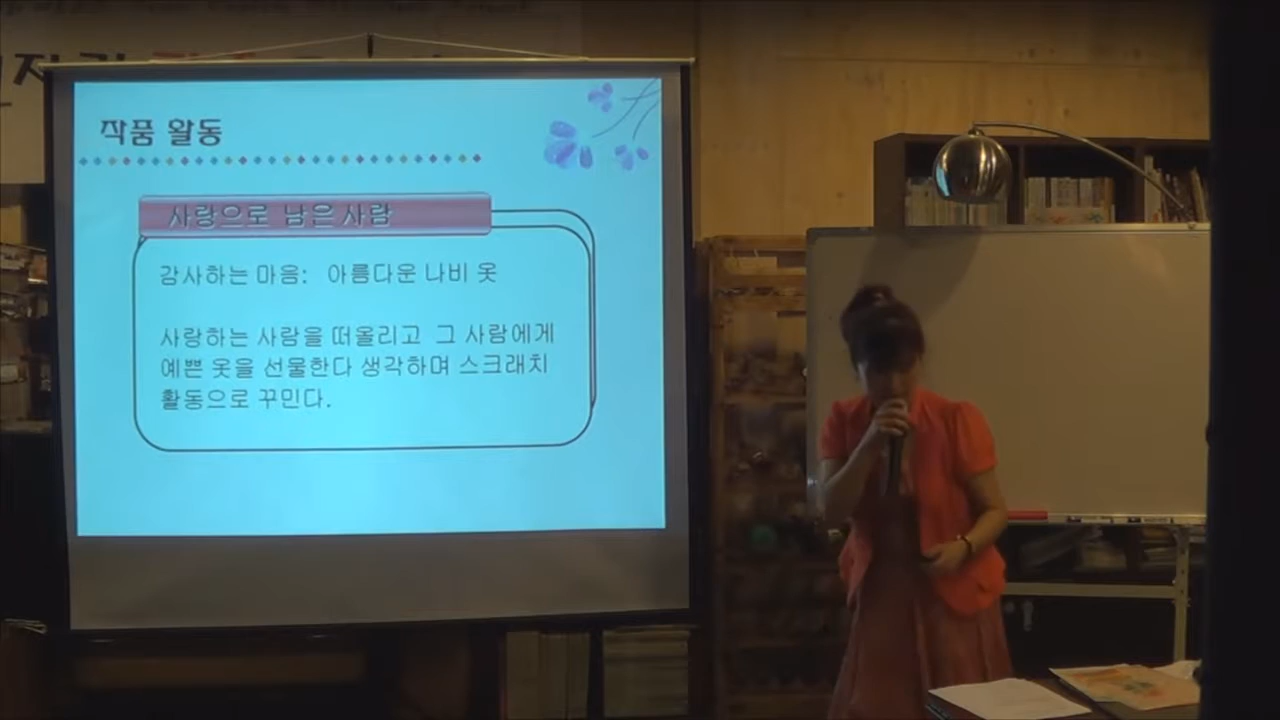 작품 활동
사랑으로 남은 사람
감사하는 마음: 아름다운 나비 옷
사랑하는 사람을 떠올리고 그 사람에게
예쁜 옷을 선물한다 생각하며 스크래치
활동으로 꾸민다.